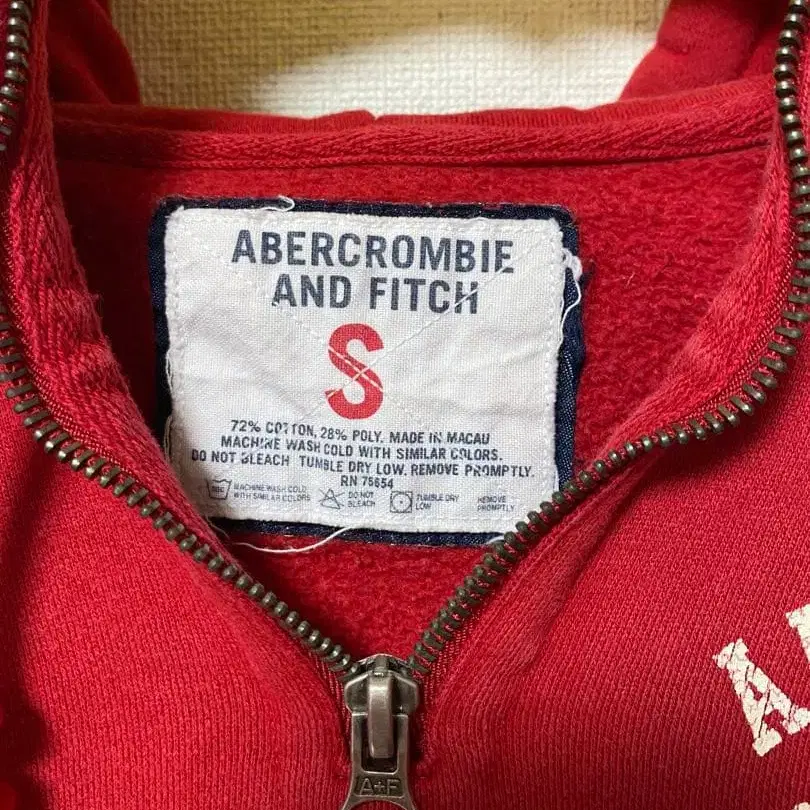 ABERCROMBIE
AND FITCH
S
72% COTTON, 28% POLY. MADE IN MACAU
MACHINE WASH COLD WITH SIMILAR COLORS.
DO NOT BLEACH TUMBLE DRY LOW. REMOVE PROMPTLY.
RN 75654
MACHINE WASH COLD
WITH SIMILAR COLORS
DO NOT
BLEACH
TUMBLE DRY
LOW
REMOVE
PROMPTLY
A+F